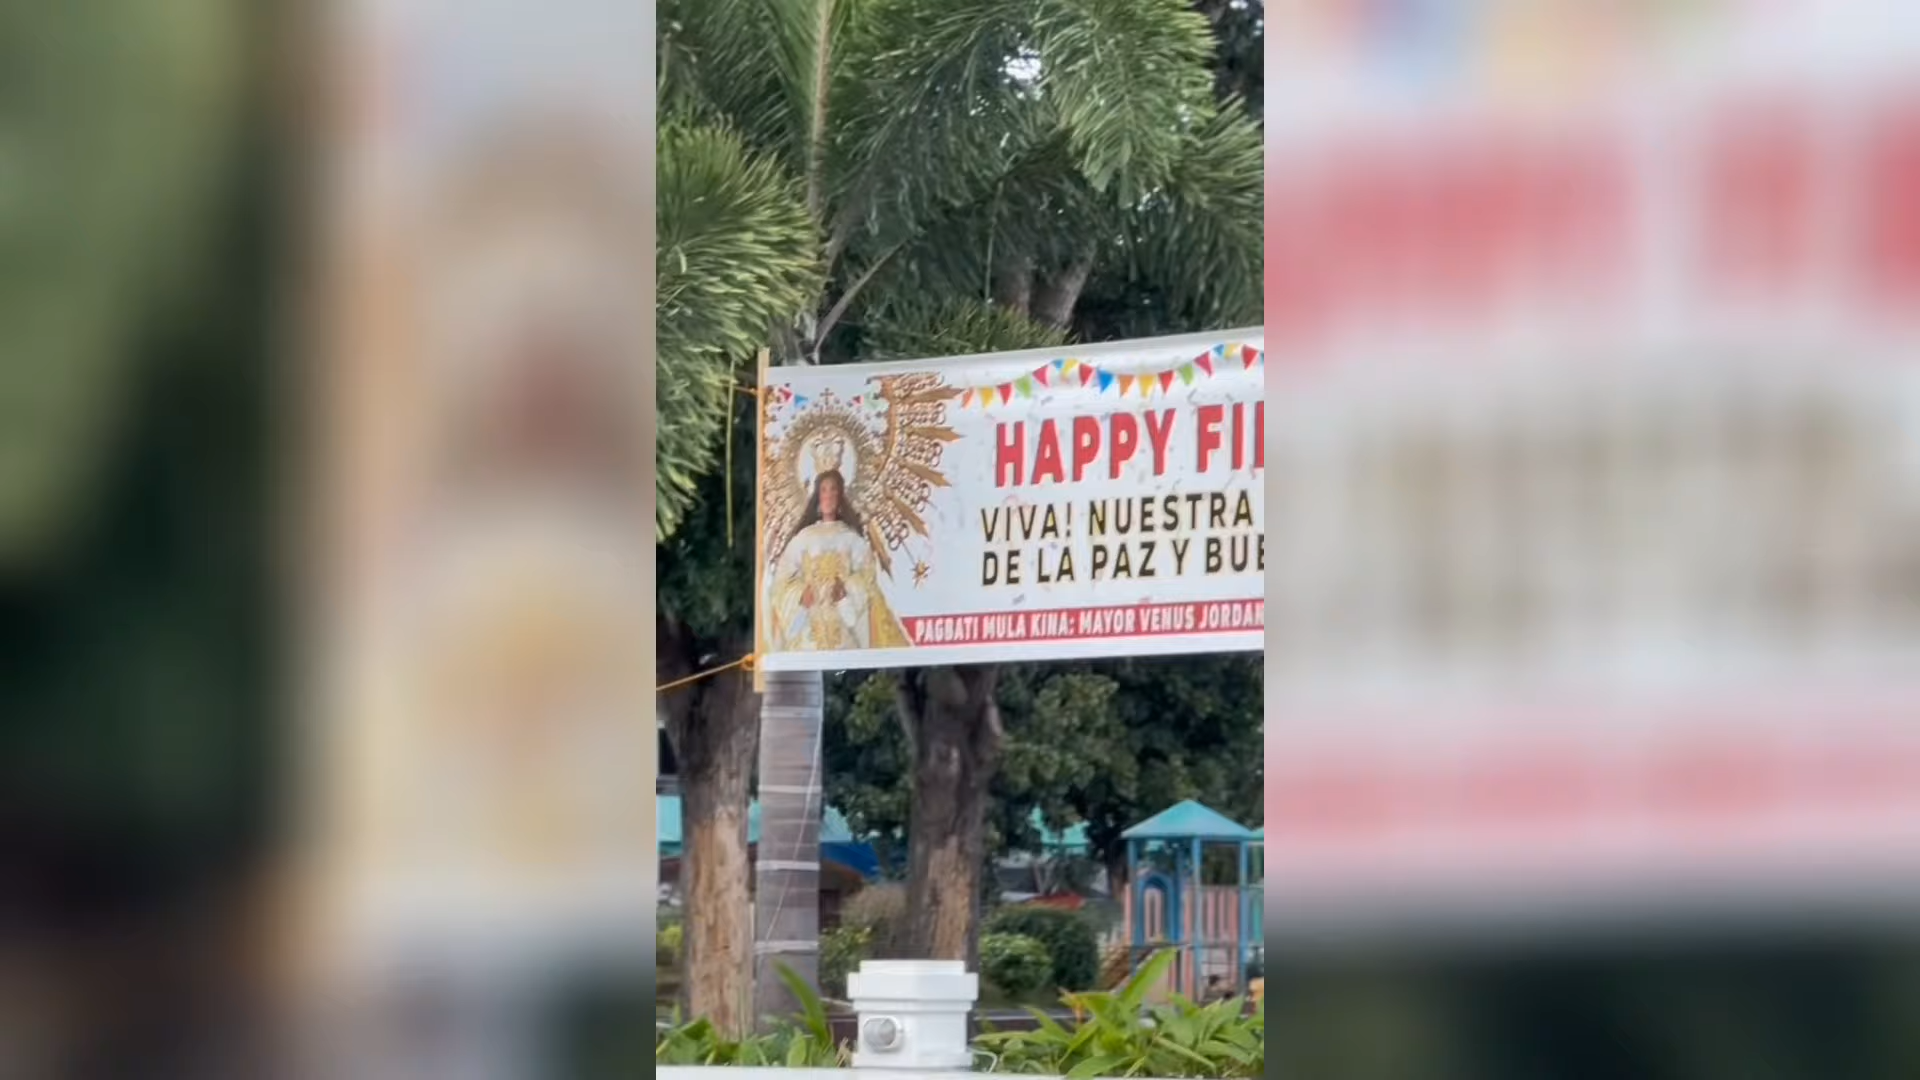 HAPPY FI
VIVA! NUESTRA
DE LA PAZ Y BUE
PAGBATI MULA KINA: MAYOR VENUS JORDAN